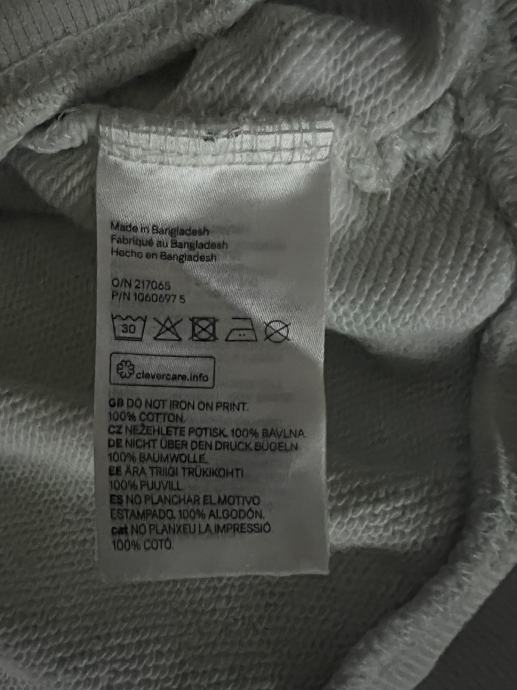 Made in Bangladesh
Fabriqué au Bangladesh
Hecho en Bangladesh
O/N 217065
P/N 1060697 5
30
clevercare.info
GB DO NOT IRON ON PRINT.
100% COTTON.
CZ NEŽEHLETE POTISK. 100% BAVLNA.
DE NICHT ÜBER DEN DRUCK BÜGELN.
100% BAUMWOLLE.
EE ÄRA TRIIGI TRÜKIKOHTI.
100% PUUVILL.
ES NO PLANCHAR EL MOTIVO
ESTAMPADO. 100% ALGODÓN.
cat NO PLANXEU LA IMPRESSIÓ.
100% COTÓ.